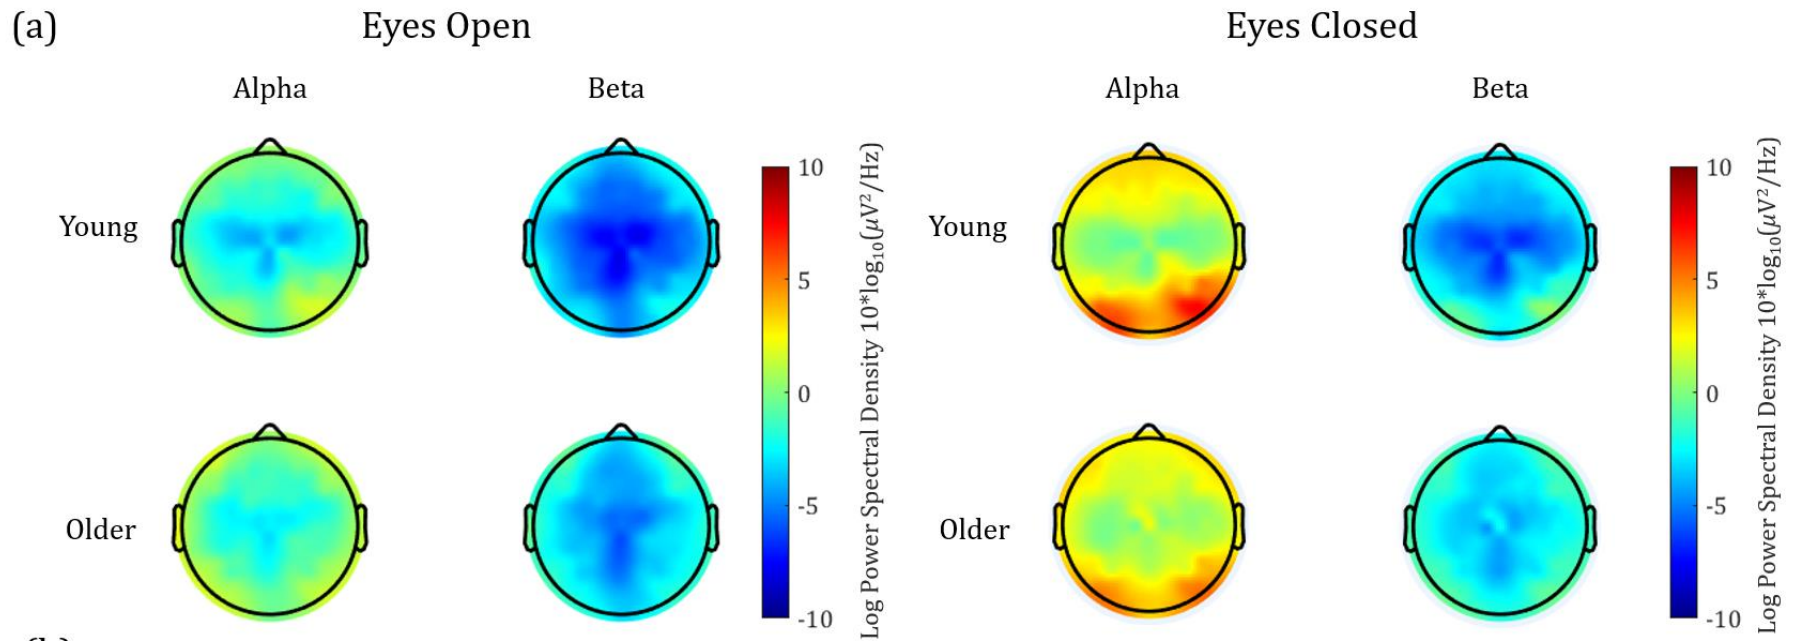 (a)
Eyes Open
Eyes Closed
Alpha
Beta
Alpha
Beta
Young
10
5
0
-5
-10
Log Power Spectral Density 10*log₁₀(μV²/Hz)
Young
10
5
0
-5
-10
Log Power Spectral Density 10*log₁₀(μV²/Hz)
Older
Older